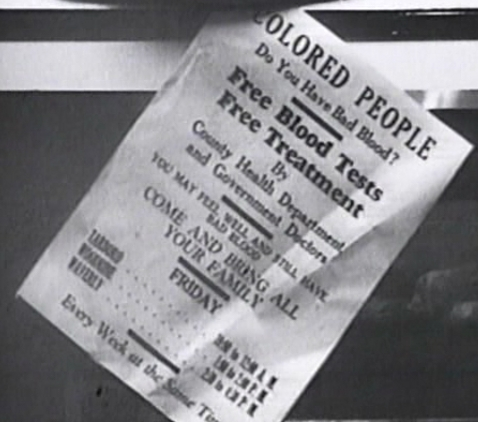 COLORED PEOPLE
Do You Have Bad Blood?
Free Blood Tests
Free Treatment
By
County Health Department
and Government Doctors
YOU MAY FEEL WELL AND STILL HAVE
BAD BLOOD
COME AND BRING ALL
YOUR FAMILY
FRIDAY
Every Week at the Same